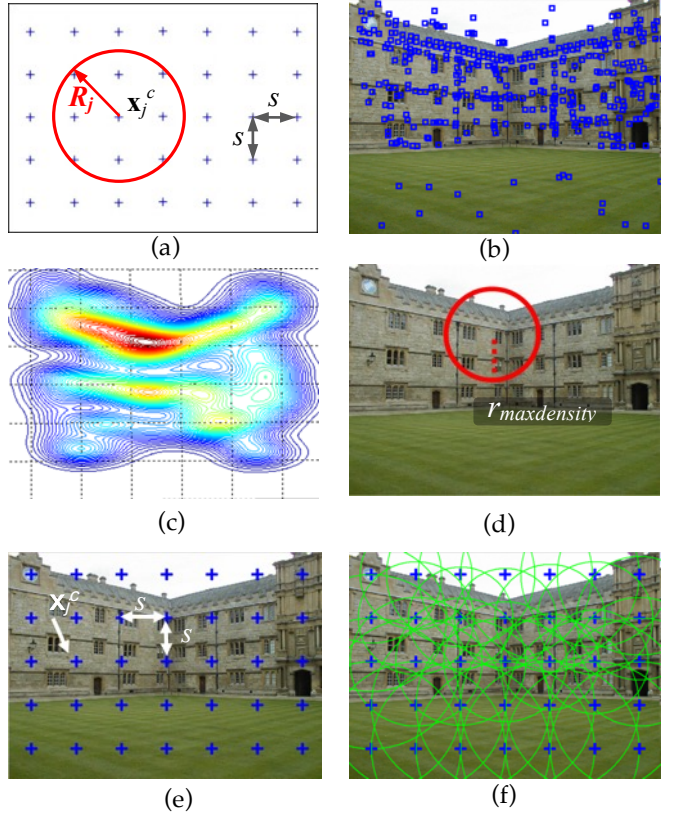 R_j x_j^c s
s
(a) (b)
r_maxdensity
(c) (d)
x_j^c s
s
(e) (f)